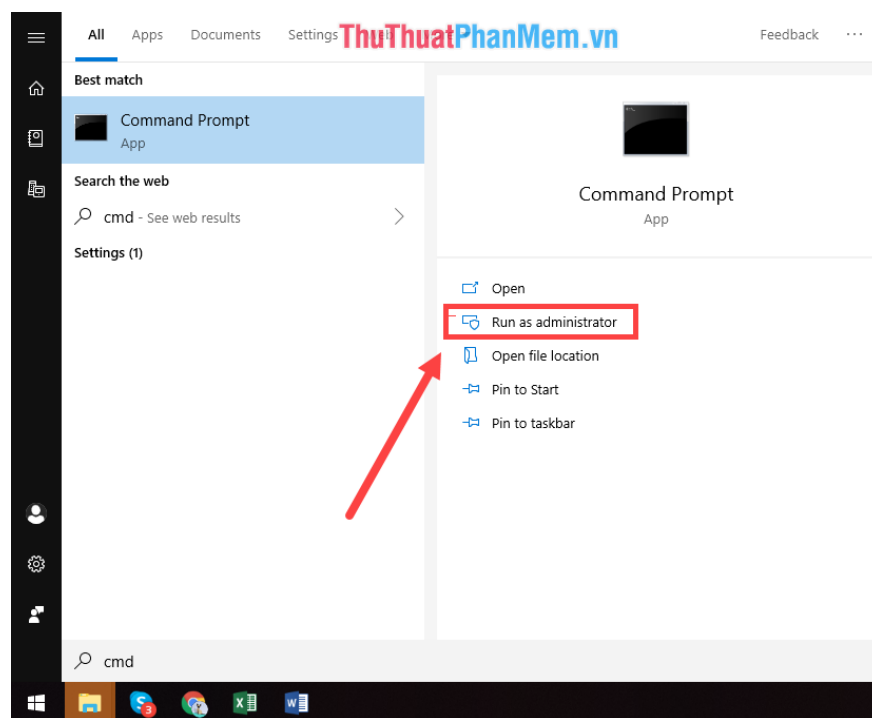 All Apps Documents Settings ThuThuatPhanMem.vn Feedback ...
Best match
Command Prompt
App
Search the web
cmd - See web results
Settings (1)
Command Prompt
App
Open
Run as administrator
Open file location
Pin to Start
Pin to taskbar
cmd
S 3 X W